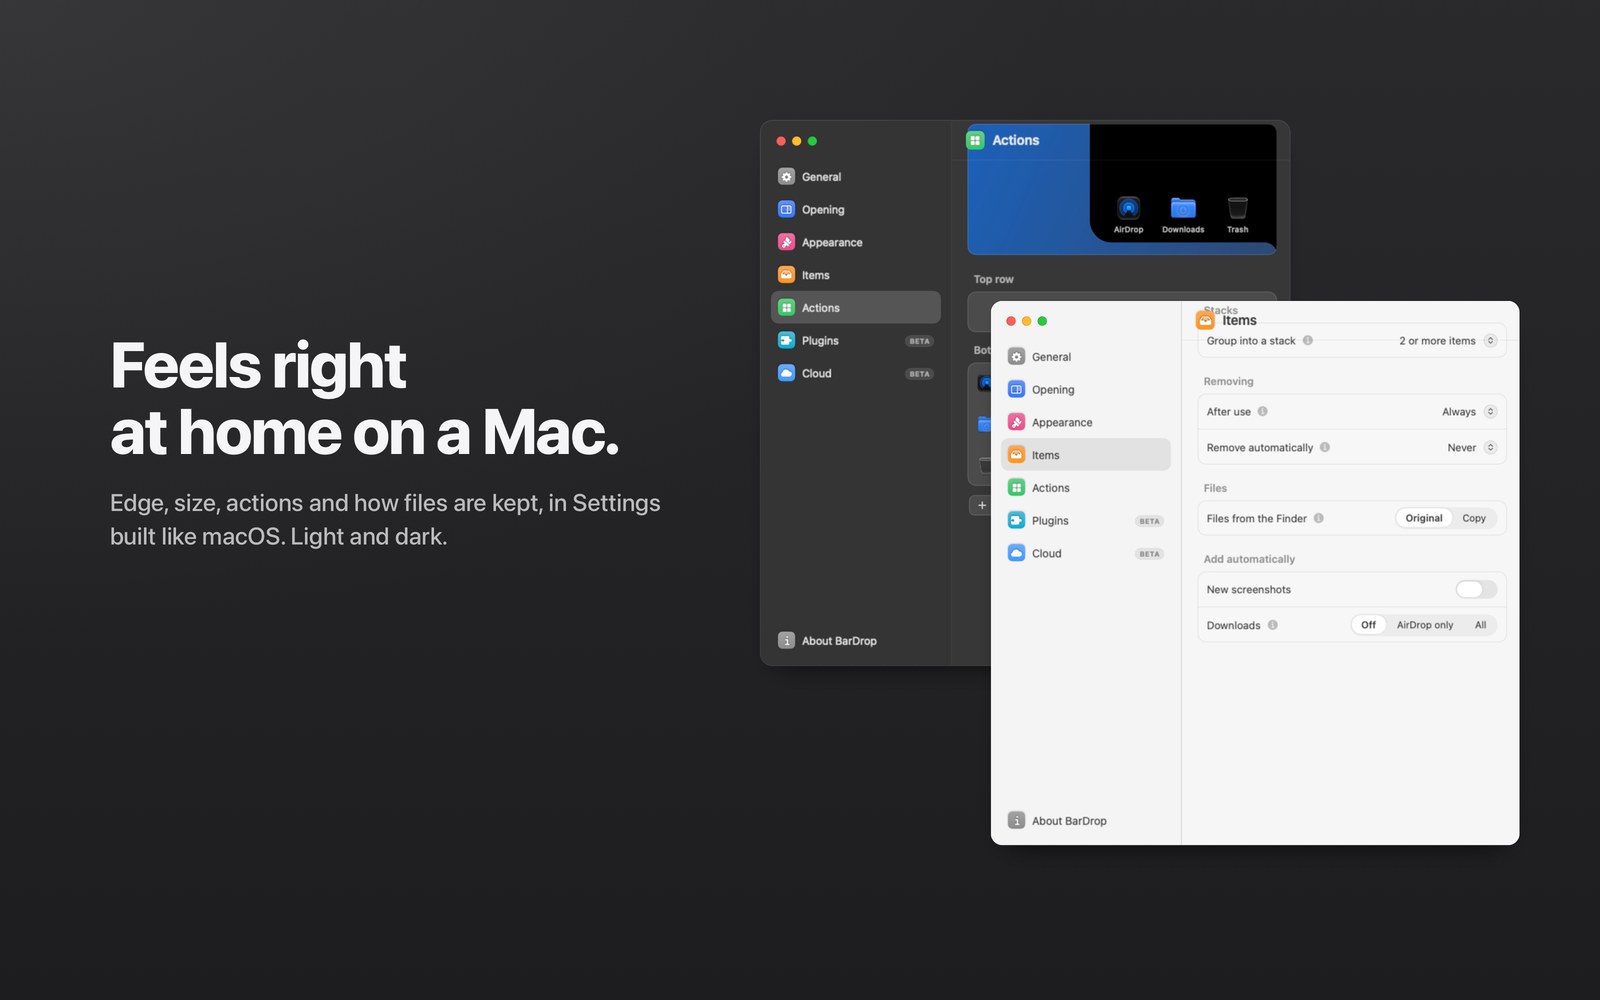 Feels right
at home on a Mac.
Edge, size, actions and how files are kept, in Settings
built like macOS. Light and dark.
General
Opening
Appearance
Items
Actions
Plugins BETA
Cloud BETA
About BarDrop
Actions
AirDrop Downloads Trash
Top row
Bot
+
General
Opening
Appearance
Items
Actions
Plugins BETA
Cloud BETA
About BarDrop
Stacks
Items
Group into a stack 2 or more items
Removing
After use Always
Remove automatically Never
Files
Files from the Finder Original Copy
Add automatically
New screenshots
Downloads Off AirDrop only All